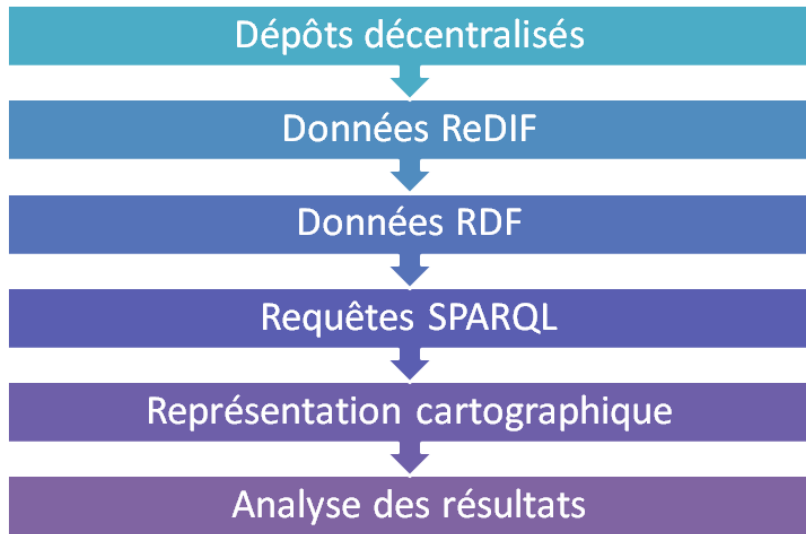 Dépôts décentralisés
Données ReDIF
Données RDF
Requêtes SPARQL
Représentation cartographique
Analyse des résultats